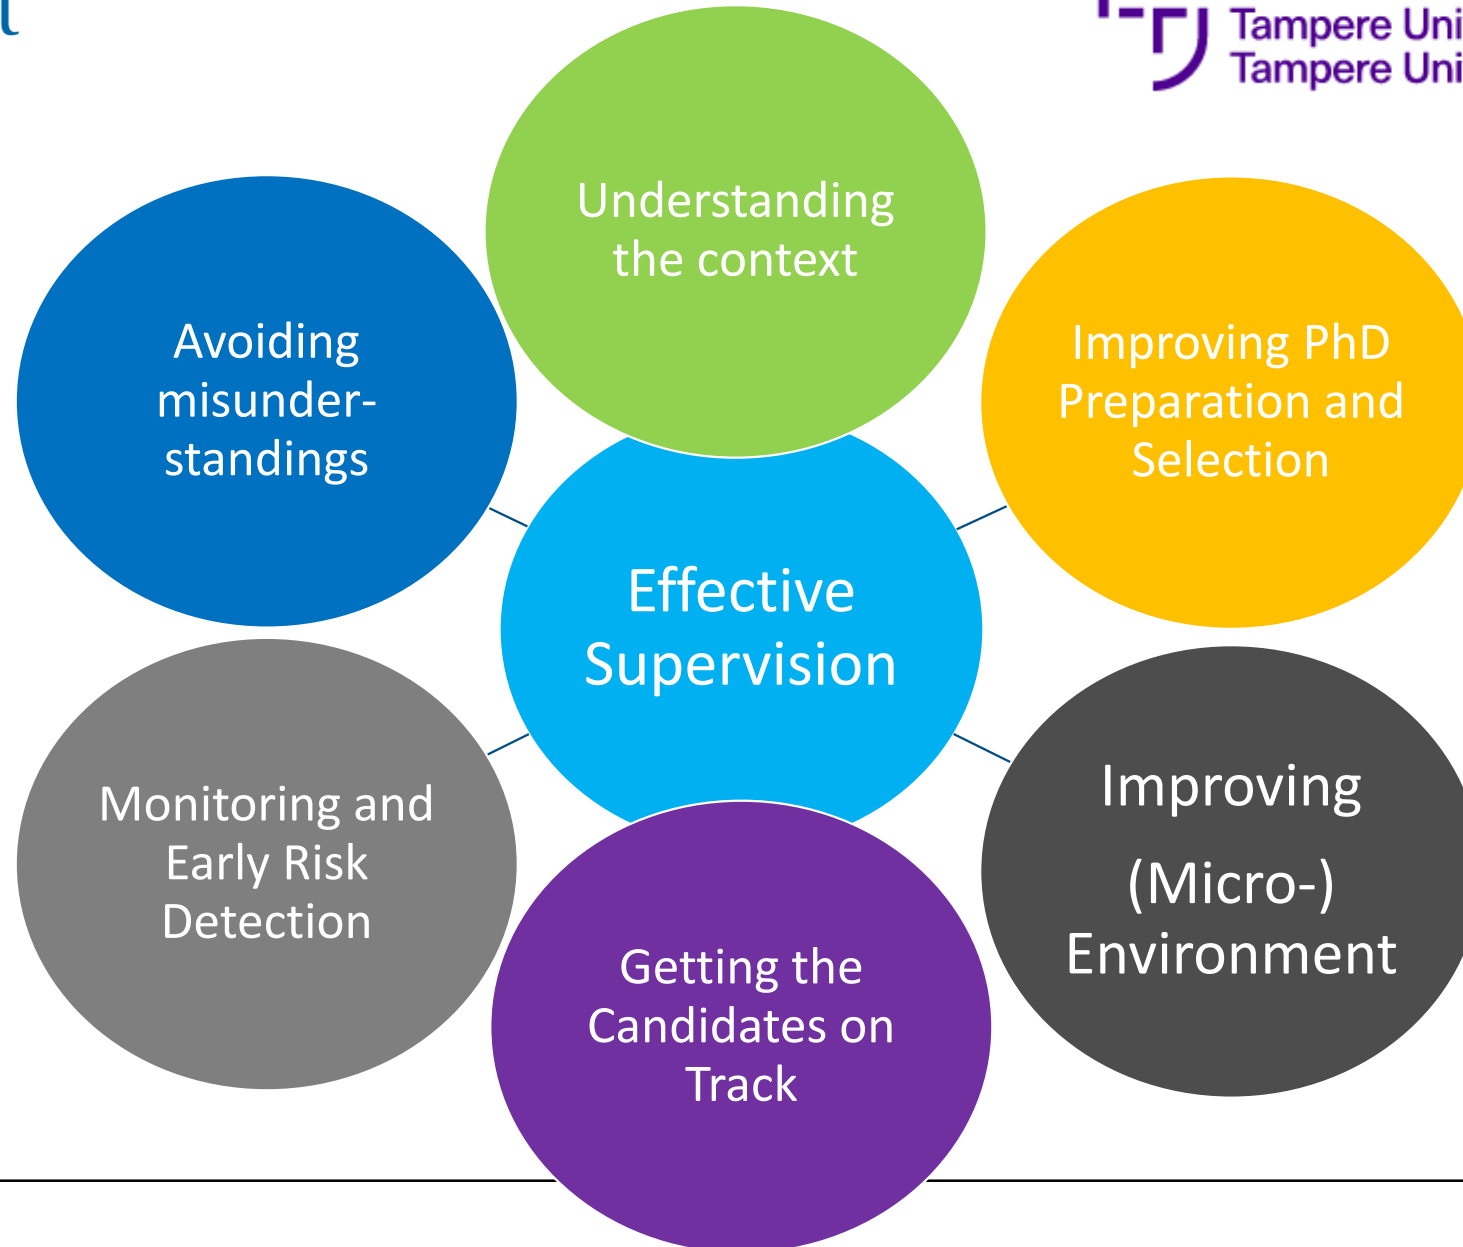 Tampere Uni
Tampere Uni
Understanding
the context
Avoiding
misunder-
standings
Improving PhD
Preparation and
Selection
Effective
Supervision
Monitoring and
Early Risk
Detection
Improving
(Micro-)
Environment
Getting the
Candidates on
Track